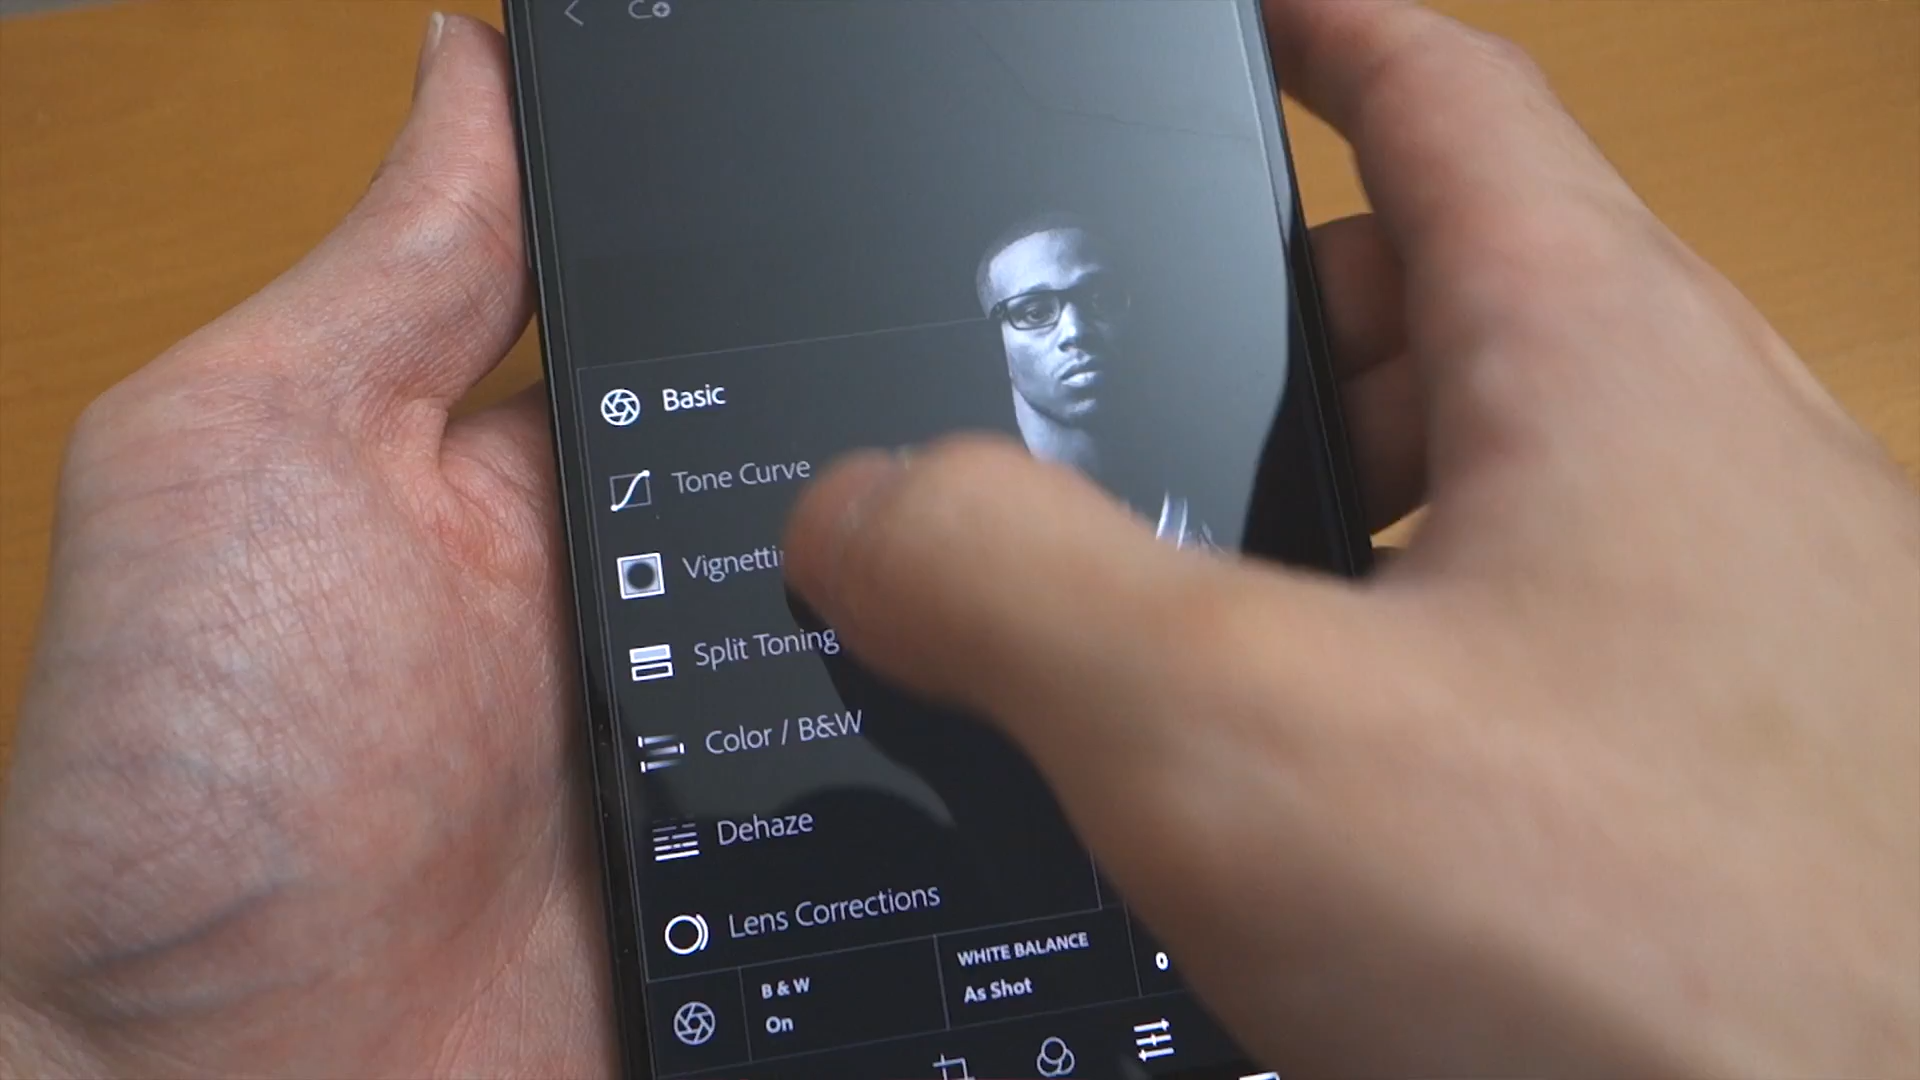 Basic
Tone Curve
Split Toning
Color / B&W
Dehaze
Lens Corrections
B & W
On
WHITE BALANCE
As Shot
0